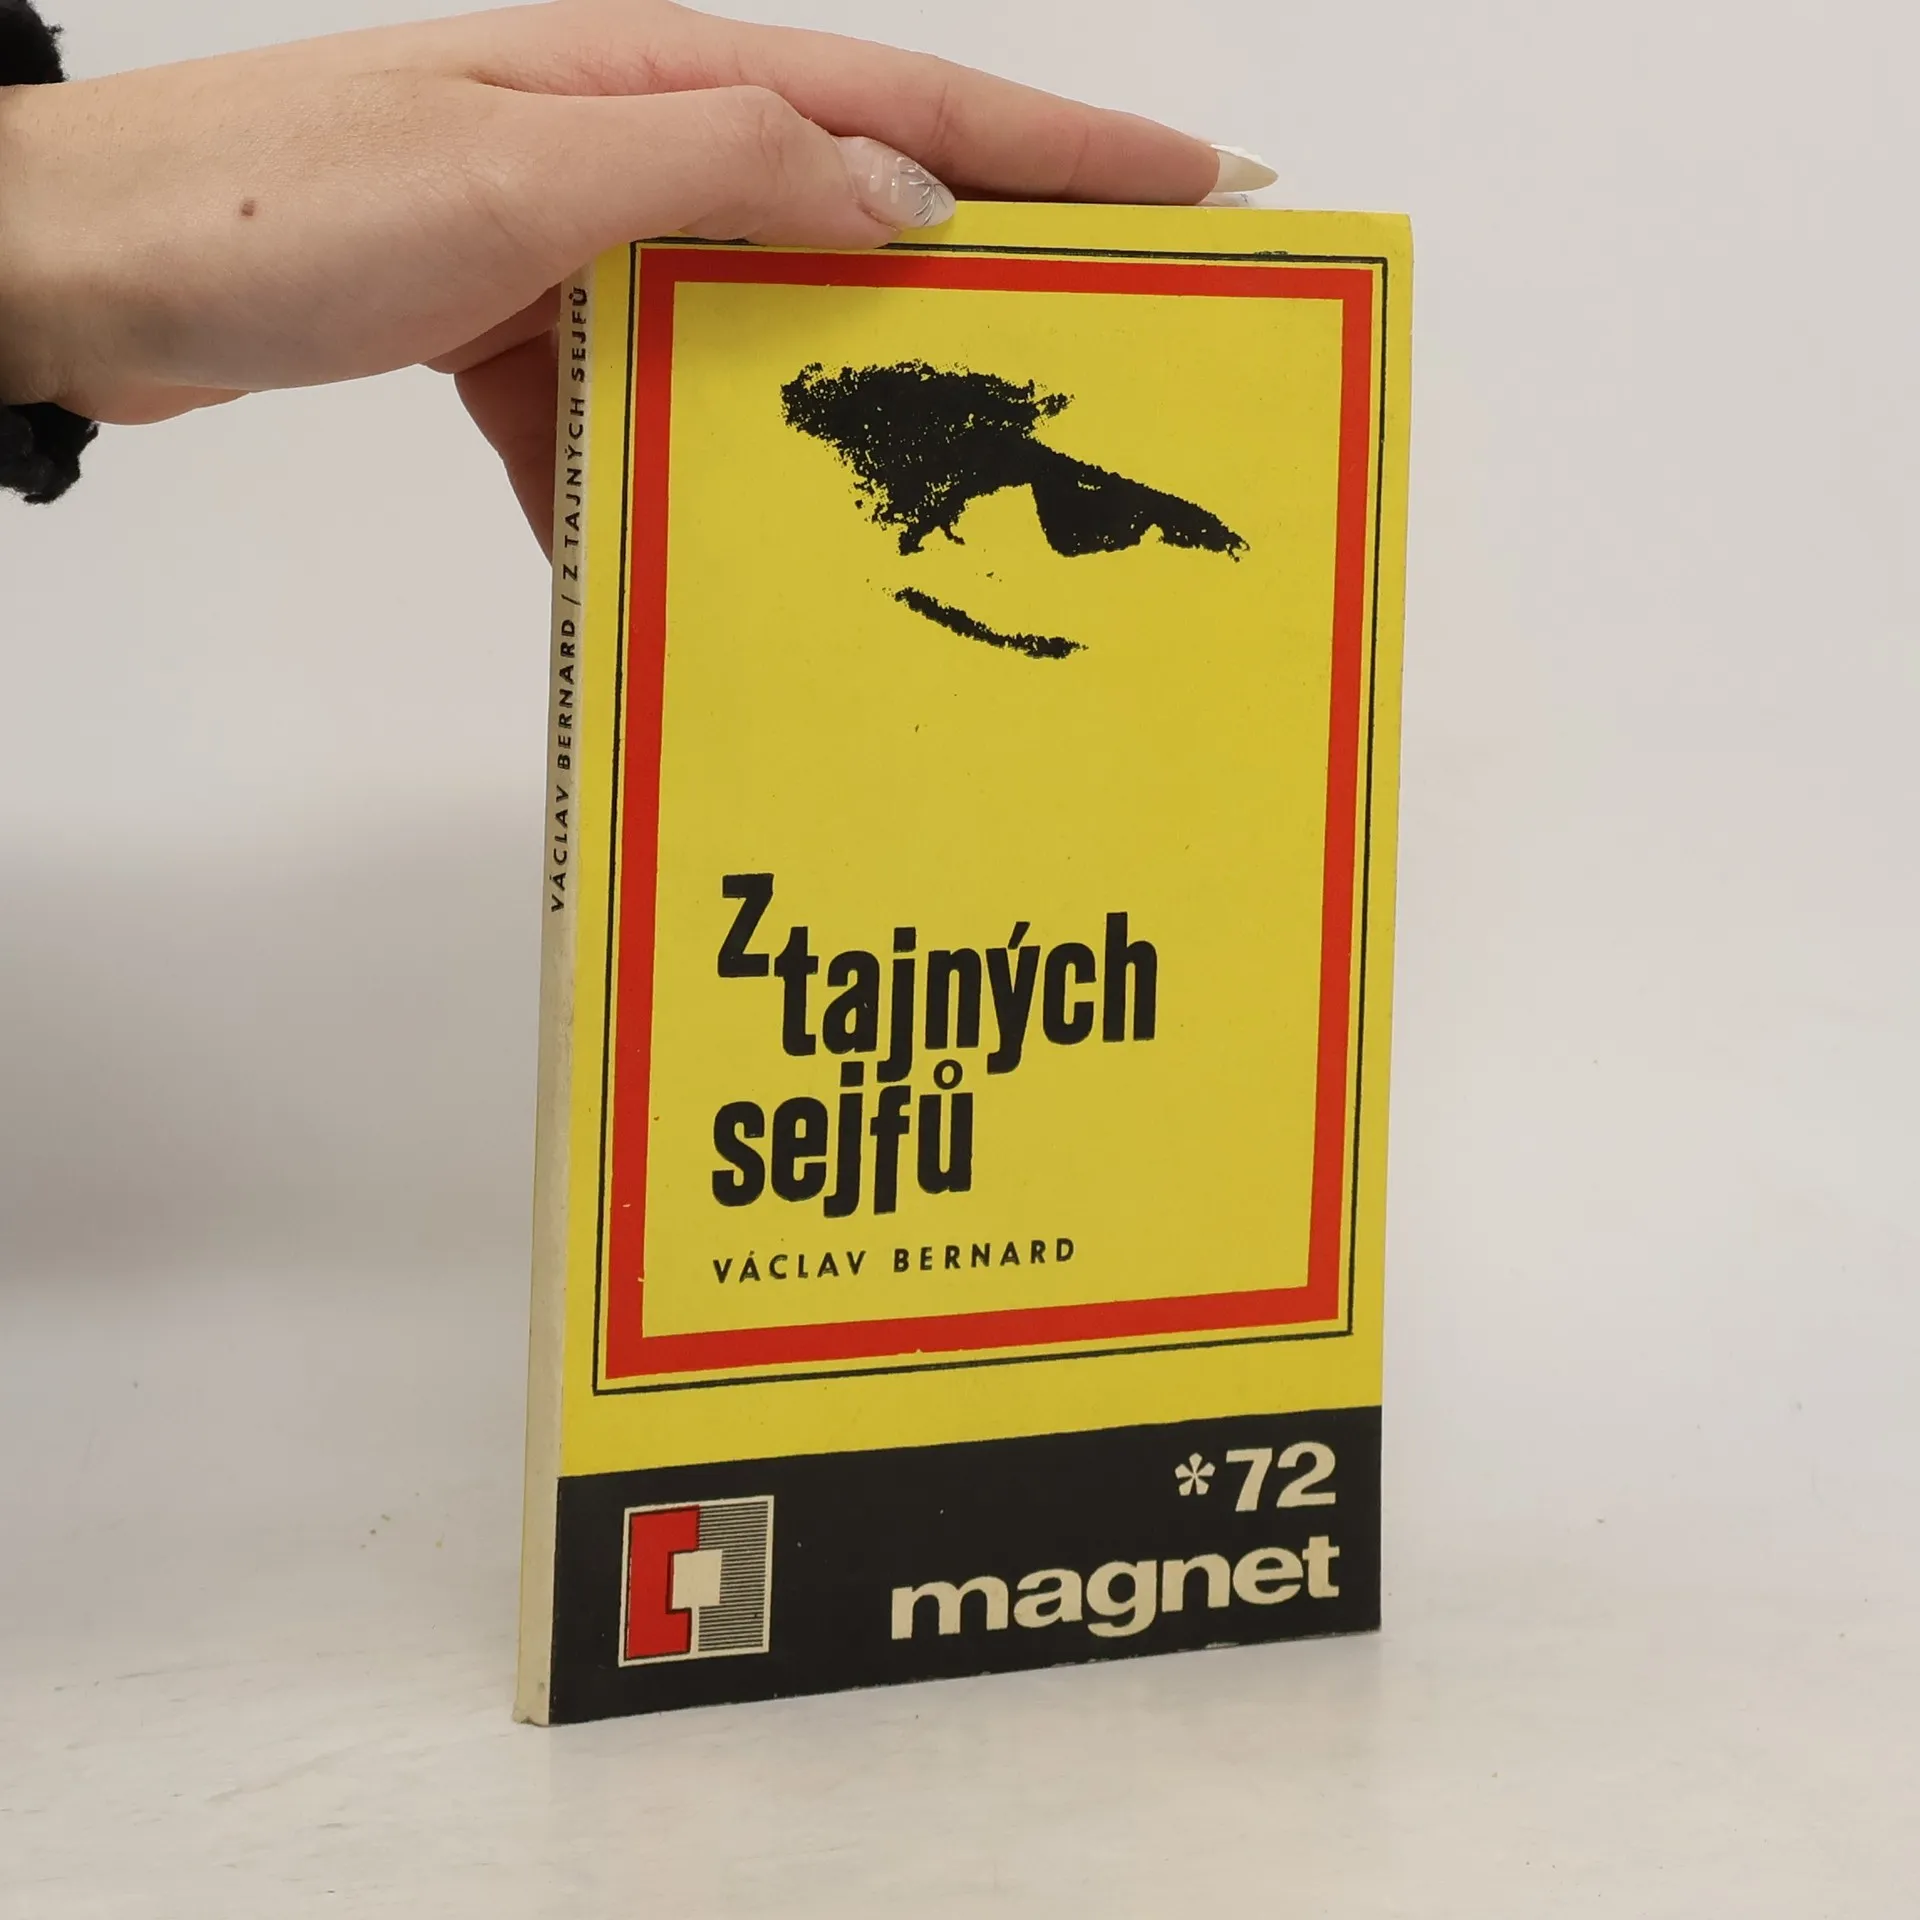 VÁCLAV BERNARD / Z TAJNÝCH SEJFŮ
z tajných
sejfů
VÁCLAV BERNARD
*72
magnet